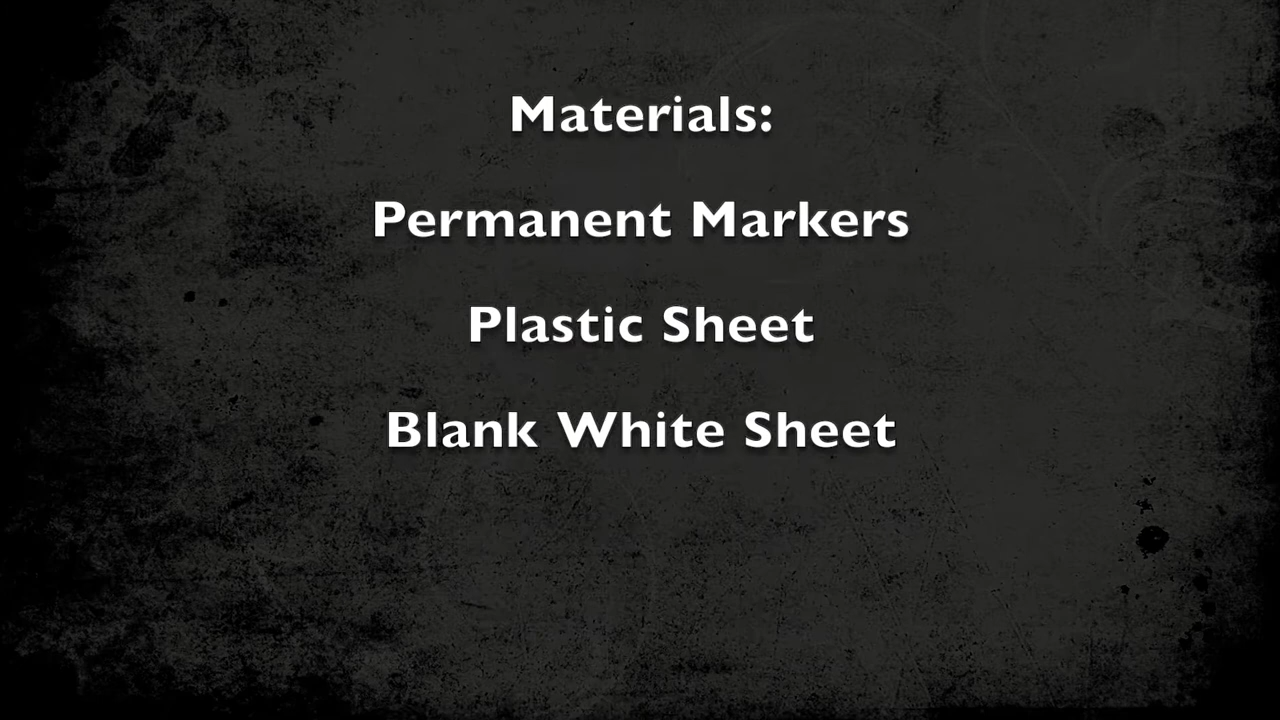 Materials:
Permanent Markers
Plastic Sheet
Blank White Sheet